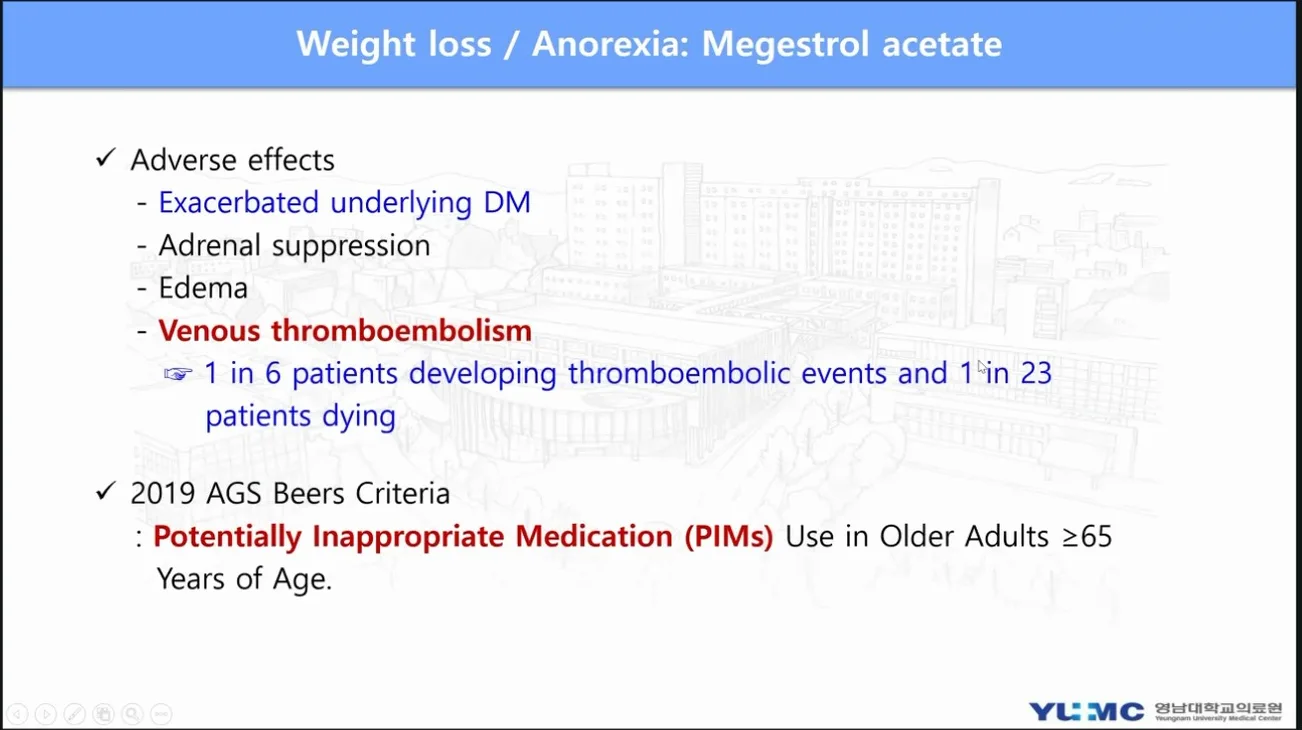 Weight loss / Anorexia: Megestrol acetate
✓ Adverse effects
- Exacerbated underlying DM
- Adrenal suppression
- Edema
- Venous thromboembolism
☞ 1 in 6 patients developing thromboembolic events and 1 in 23
patients dying
✓ 2019 AGS Beers Criteria
: Potentially Inappropriate Medication (PIMs) Use in Older Adults ≥65
Years of Age.
YUMC 영남대학교의료원
Yeungnam University Medical Center